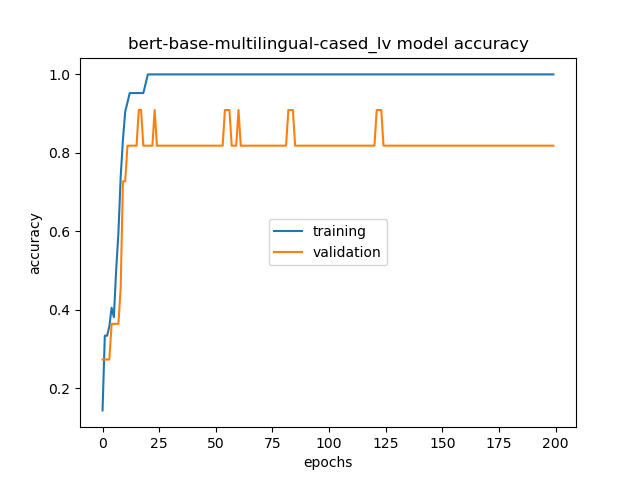 bert-base-multilingual-cased_lv model accuracy
1.0
0.8
0.6
0.4
0.2
accuracy
training
validation
0 25 50 75 100 125 150 175 200
epochs